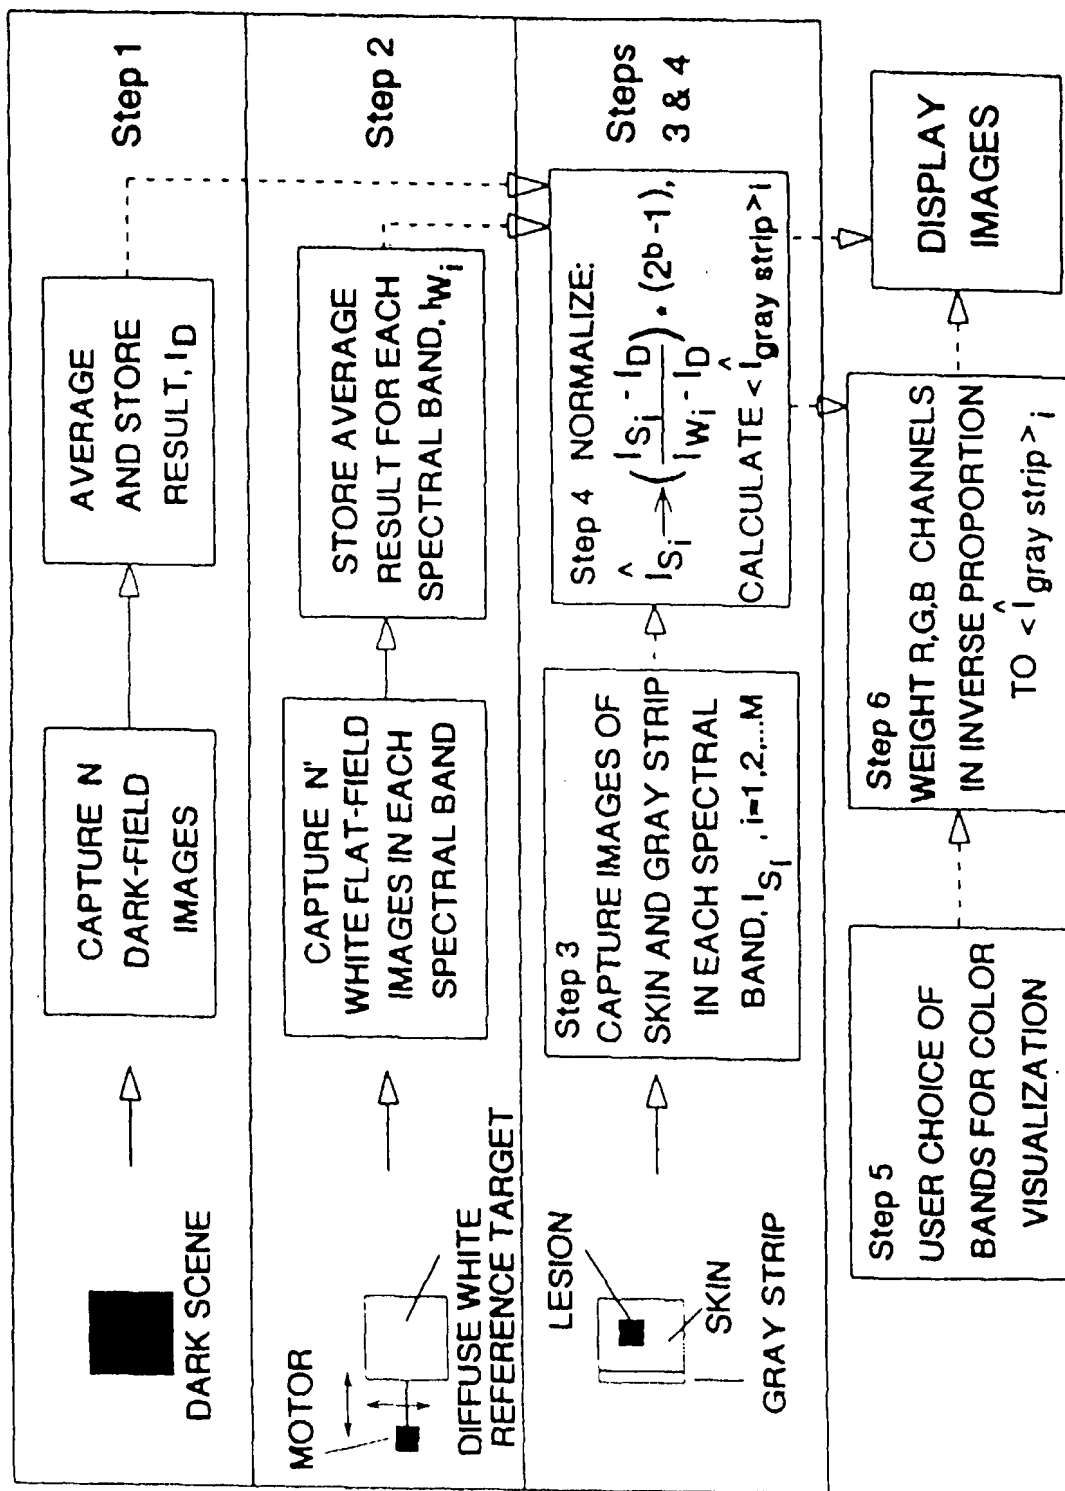 Step 1
DARK SCENE
CAPTURE N
DARK-FIELD
IMAGES
AVERAGE
AND STORE
RESULT, I_D
Step 2
MOTOR
DIFFUSE WHITE
REFERENCE TARGET
CAPTURE N'
WHITE FLAT-FIELD
IMAGES IN EACH
SPECTRAL BAND
STORE AVERAGE
RESULT FOR EACH
SPECTRAL BAND, I_Wi
Steps
3 & 4
LESION
SKIN
GRAY STRIP
Step 3
CAPTURE IMAGES OF
SKIN AND GRAY STRIP
IN EACH SPECTRAL
BAND, I_Si , i=1,2,...M
Step 4 NORMALIZE:
Î_Si → (I_Si - I_D / I_Wi - I_D) • (2^b -1),
CALCULATE < Î_gray strip >_i
Step 5
USER CHOICE OF
BANDS FOR COLOR
VISUALIZATION
Step 6
WEIGHT R,G,B CHANNELS
IN INVERSE PROPORTION
TO < Î_gray strip >_i
DISPLAY
IMAGES